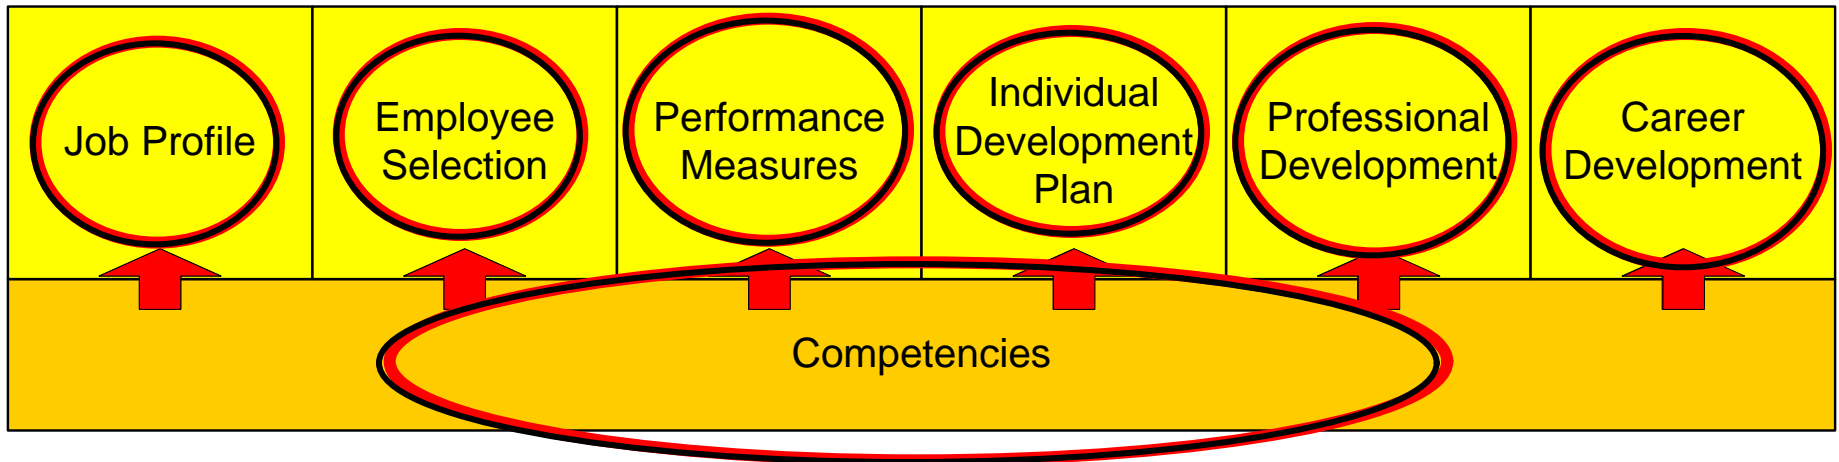 Job Profile
Employee
Selection
Performance
Measures
Individual
Development
Plan
Professional
Development
Career
Development
Competencies